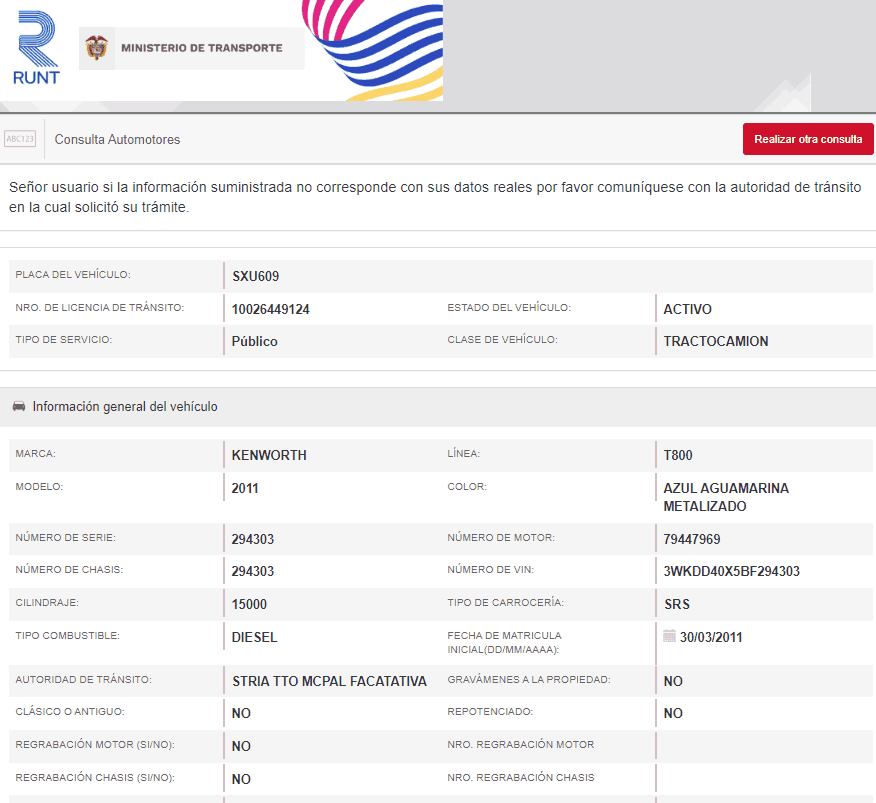 RUNT
MINISTERIO DE TRANSPORTE
ABC123
Consulta Automotores
Realizar otra consulta
Señor usuario si la información suministrada no corresponde con sus datos reales por favor comuníquese con la autoridad de tránsito
en la cual solicitó su trámite.
PLACA DEL VEHÍCULO: SXU609
NRO. DE LICENCIA DE TRÁNSITO: 10026449124 ESTADO DEL VEHÍCULO: ACTIVO
TIPO DE SERVICIO: Público CLASE DE VEHÍCULO: TRACTOCAMION
Información general del vehículo
MARCA: KENWORTH LÍNEA: T800
MODELO: 2011 COLOR: AZUL AGUAMARINA
METALIZADO
NÚMERO DE SERIE: 294303 NÚMERO DE MOTOR: 79447969
NÚMERO DE CHASIS: 294303 NÚMERO DE VIN: 3WKDD40X5BF294303
CILINDRAJE: 15000 TIPO DE CARROCERÍA: SRS
TIPO COMBUSTIBLE: DIESEL FECHA DE MATRICULA
INICIAL(DD/MM/AAAA): 30/03/2011
AUTORIDAD DE TRÁNSITO: STRIA TTO MCPAL FACATATIVA GRAVÁMENES A LA PROPIEDAD: NO
CLÁSICO O ANTIGUO: NO REPOTENCIADO: NO
REGRABACIÓN MOTOR (SI/NO): NO NRO. REGRABACIÓN MOTOR
REGRABACIÓN CHASIS (SI/NO): NO NRO. REGRABACIÓN CHASIS